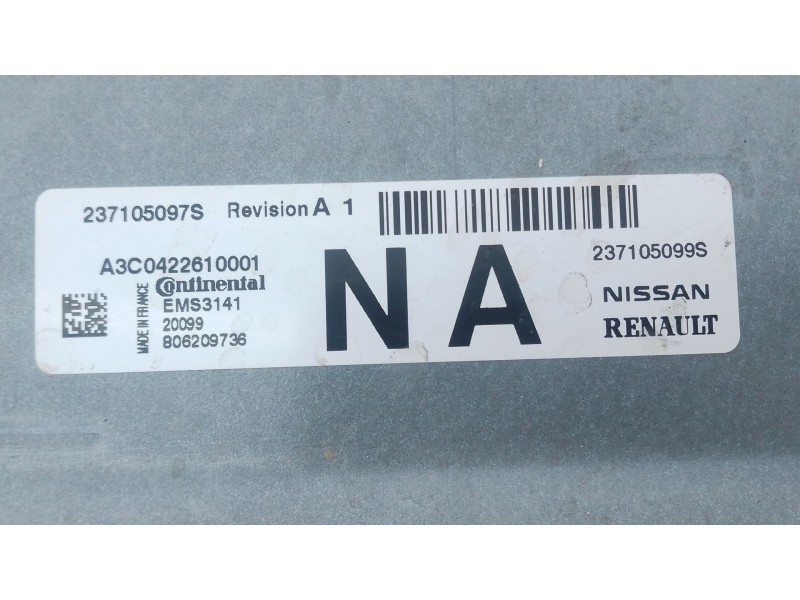 237105097S Revision A 1
A3C0422610001
Continental
EMS3141
20099
806209736
MADE IN FRANCE
NA
237105099S
NISSAN
RENAULT